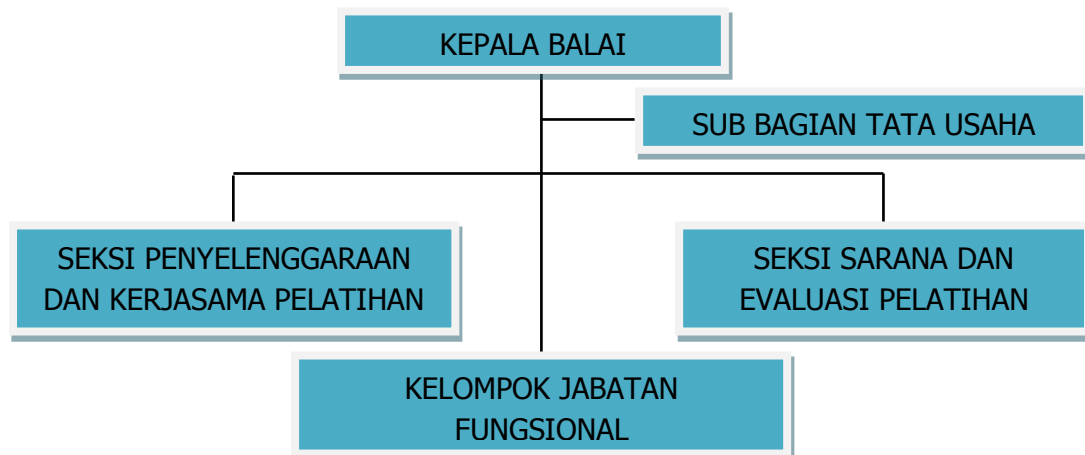 KEPALA BALAI
SUB BAGIAN TATA USAHA
SEKSI PENYELENGGARAAN
DAN KERJASAMA PELATIHAN
SEKSI SARANA DAN
EVALUASI PELATIHAN
KELOMPOK JABATAN
FUNGSIONAL